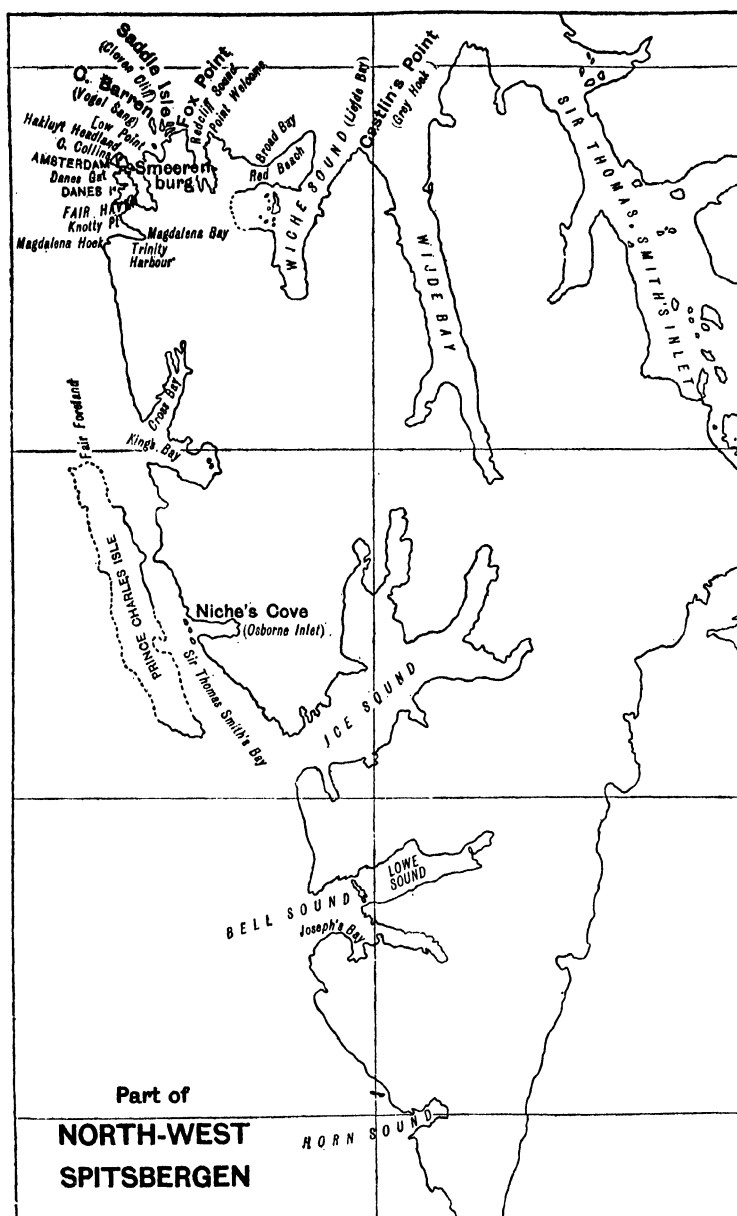 Saddle Isle
(Cloven Cliff)
C. Barren
(Vogel Sang)
Fox Point
Redcliff Sound
Point Welcome
Low Point
Hakluyt Headland
C. Collins
AMSTERDAM I.
Smeeren-
burg
Danes Gat
DANES I.
FAIR HAVEN
Knotty Pt.
Magdalena Hoek
Magdalena Bay
Trinity
Harbour
Broad Bay
Red Beach
WICHE SOUND (Liefde Bay)
Castlin's Point
(Grey Hook)
WIJDE BAY
SIR THOMAS. SMITH'S INLET
Fair Foreland
Cross Bay
King's Bay
PRINCE CHARLES ISLE
Niche's Cove
(Osborne Inlet)
Sir Thomas Smith's Bay
ICE SOUND
LOWE
SOUND
BELL SOUND
Joseph's Bay
HORN SOUND
Part of
NORTH-WEST
SPITSBERGEN